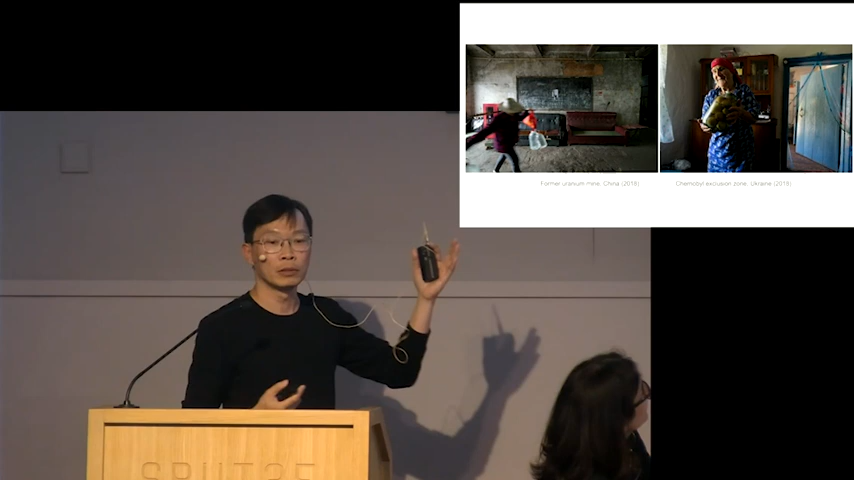 Former uranium mine, China (2018)
Chernobyl exclusion zone, Ukraine (2018)